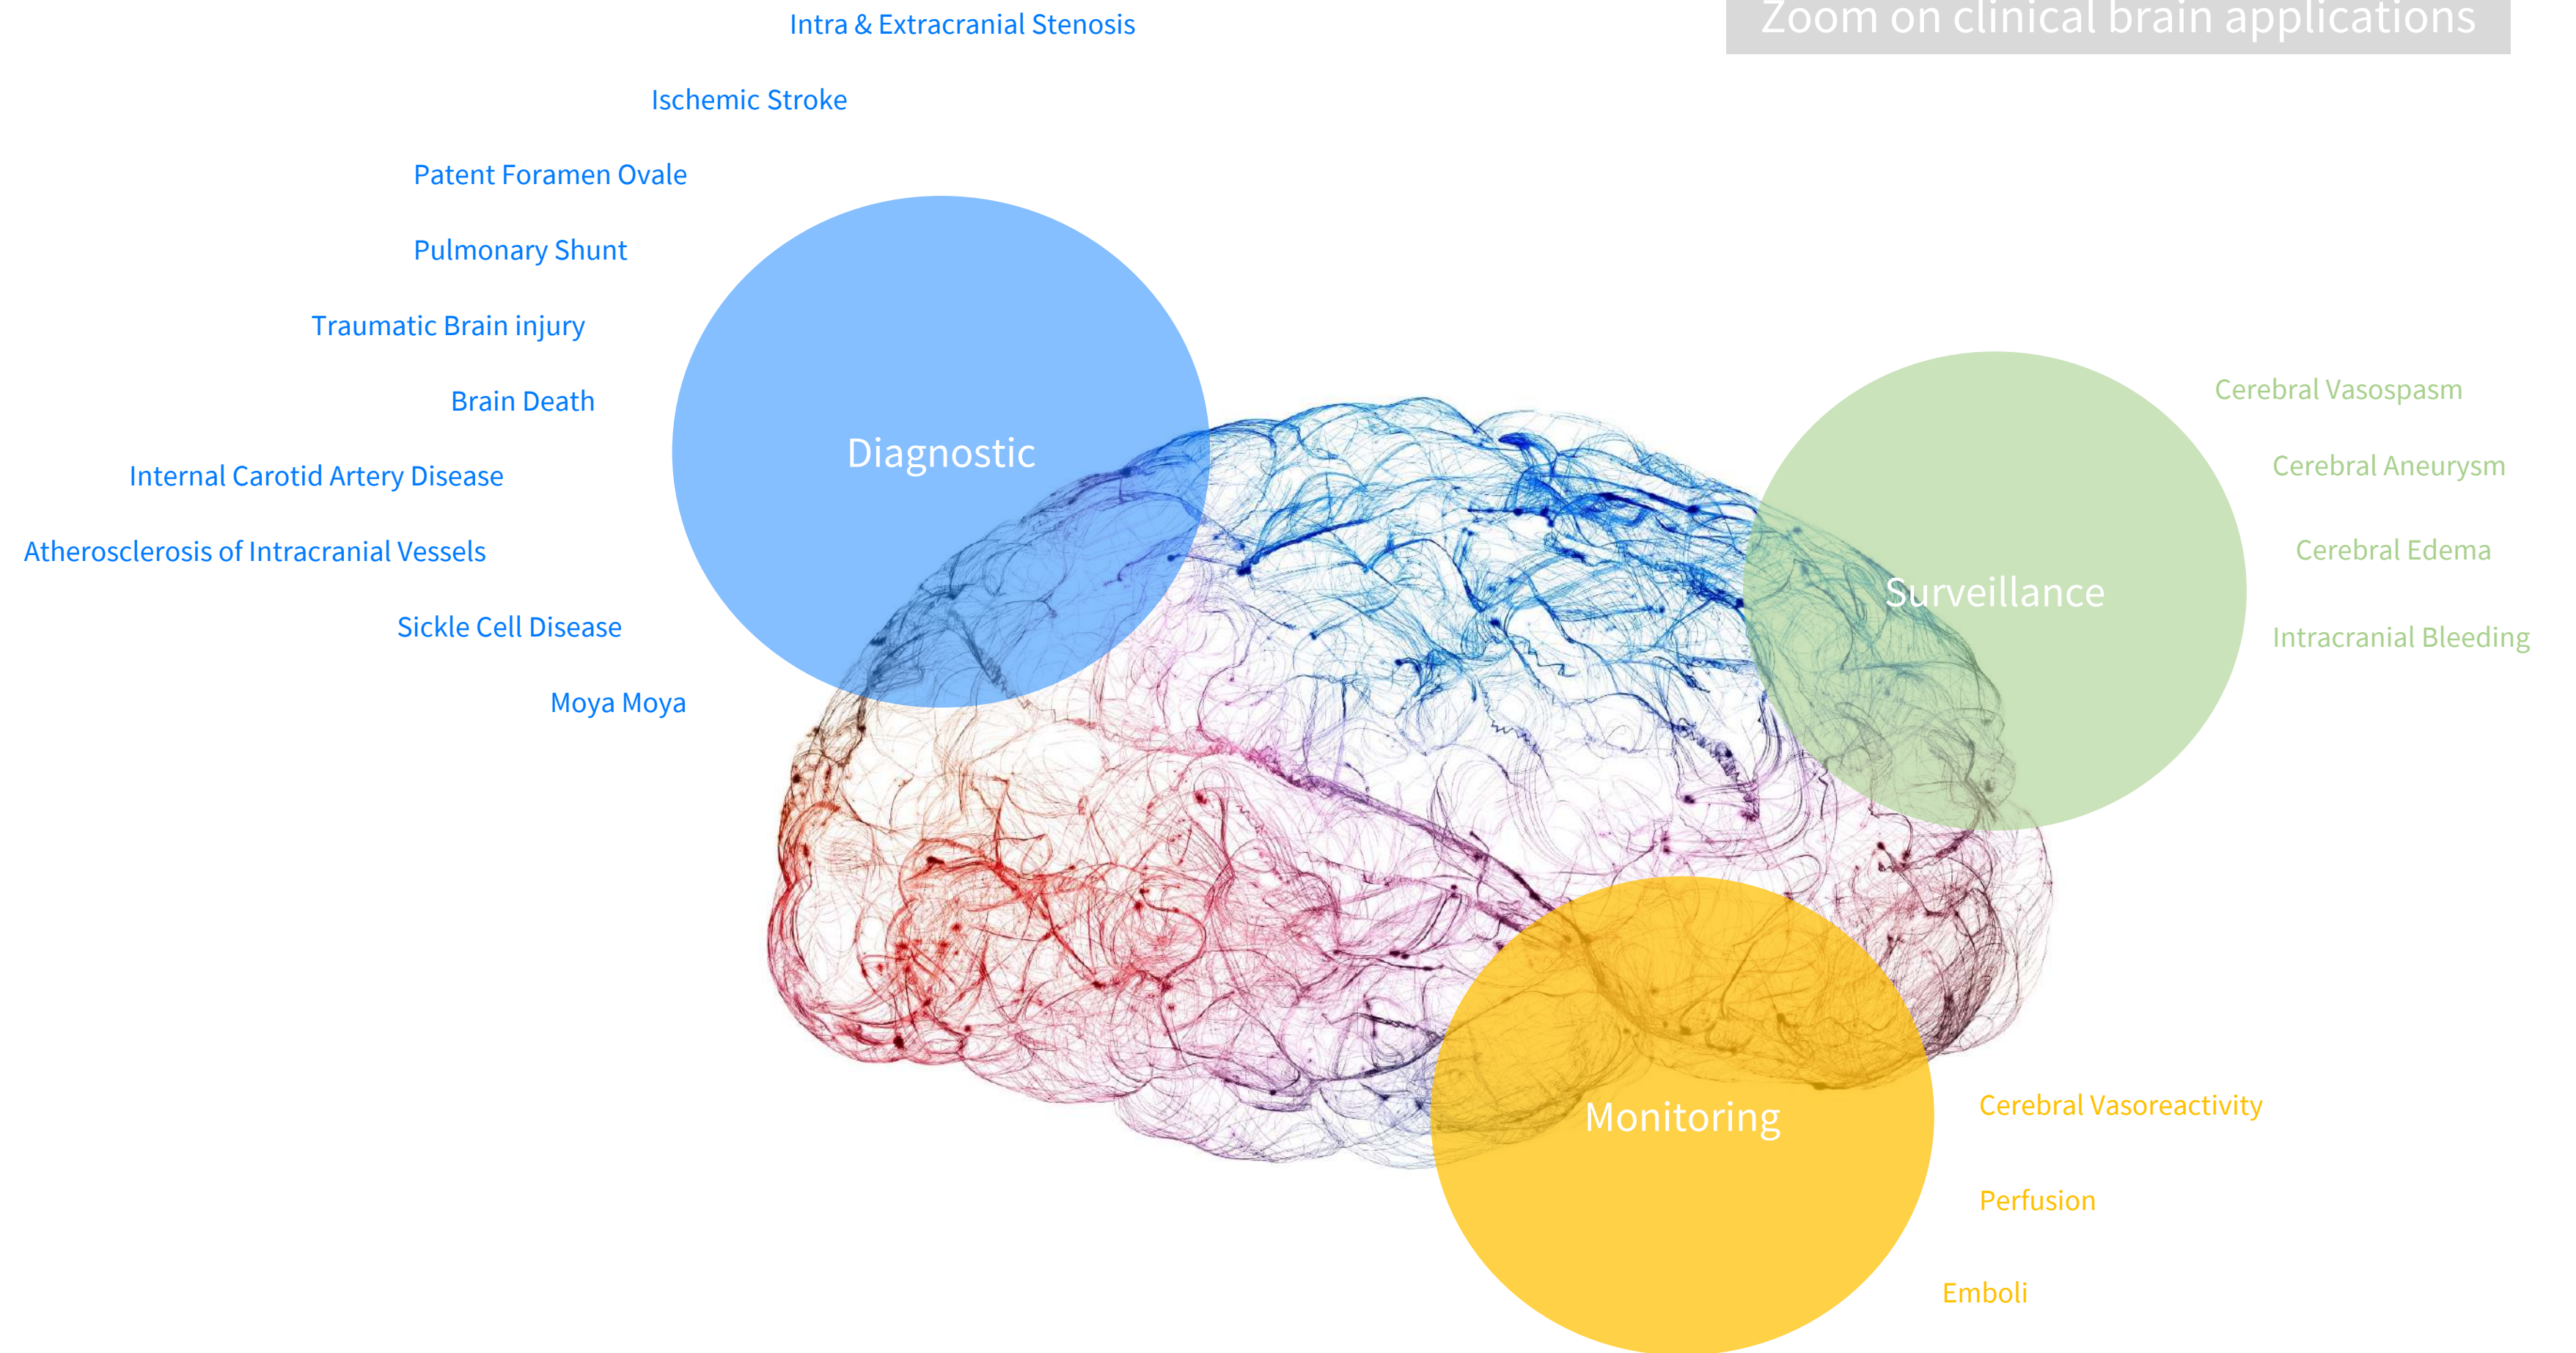 Zoom on clinical brain applications
Intra & Extracranial Stenosis
Ischemic Stroke
Patent Foramen Ovale
Pulmonary Shunt
Traumatic Brain injury
Brain Death
Internal Carotid Artery Disease
Atherosclerosis of Intracranial Vessels
Sickle Cell Disease
Moya Moya
Diagnostic
Surveillance
Cerebral Vasospasm
Cerebral Aneurysm
Cerebral Edema
Intracranial Bleeding
Monitoring
Cerebral Vasoreactivity
Perfusion
Emboli